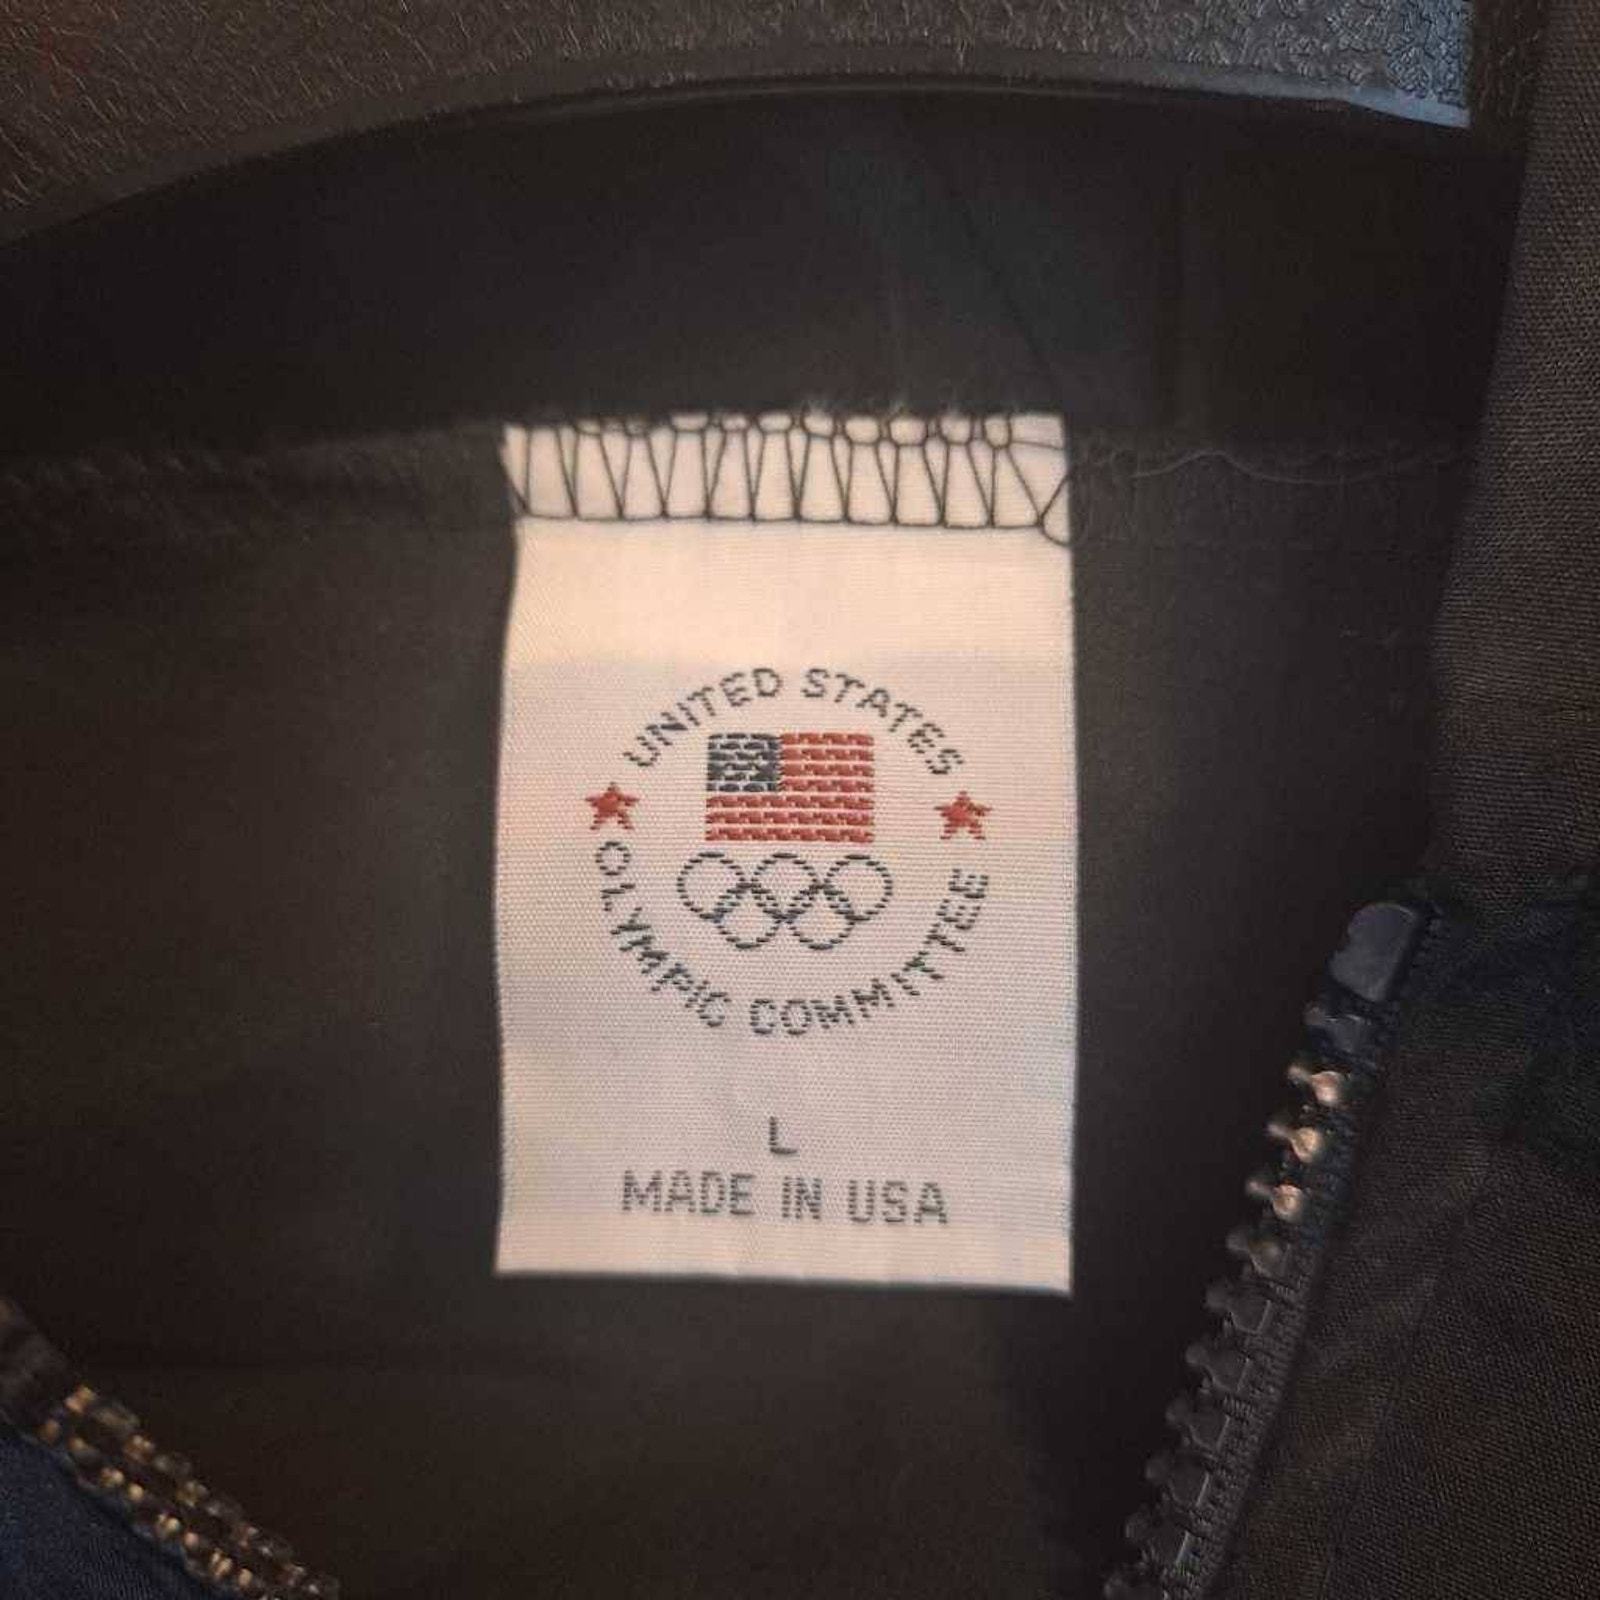 UNITED STATES
OLYMPIC COMMITTEE
L
MADE IN USA